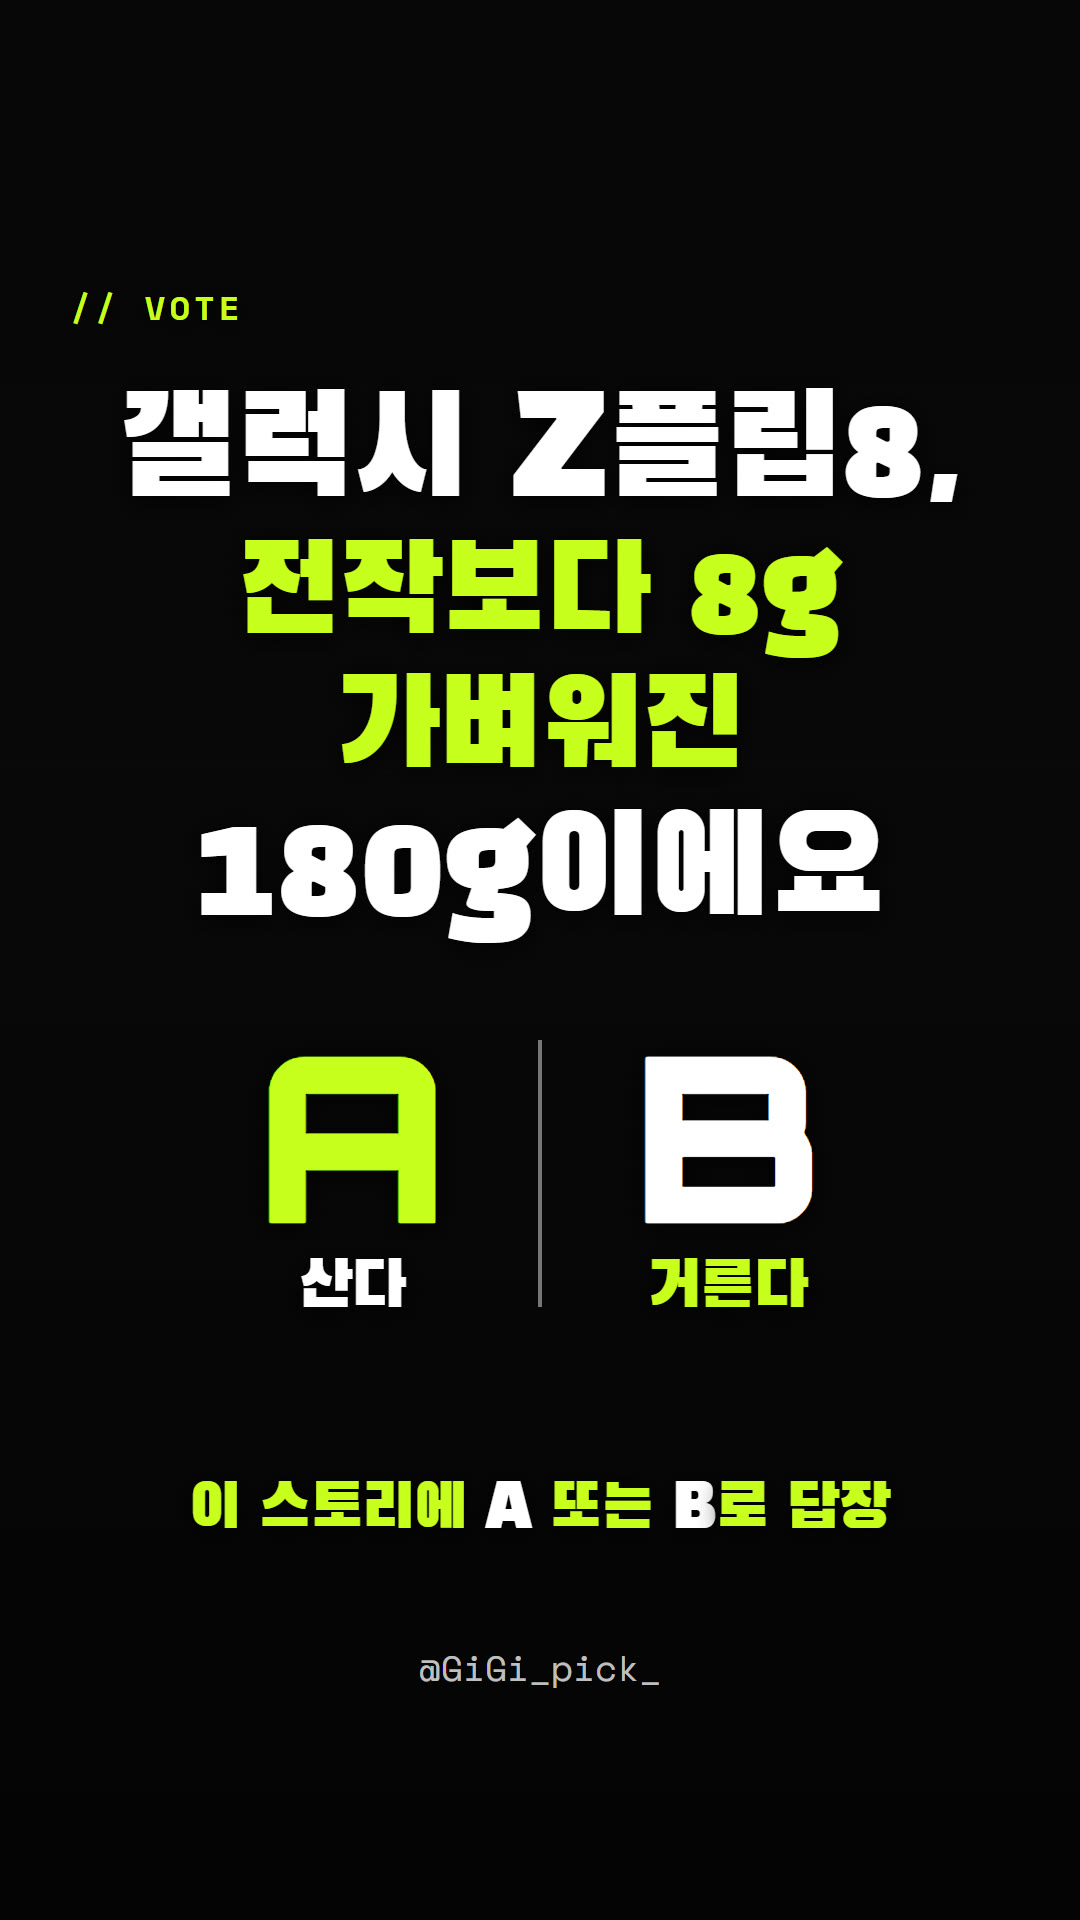 // VOTE
갤럭시 Z플립8,
전작보다 8g
가벼워진
180g이에요
A
B
산다
거른다
이 스토리에 A 또는 B로 답장
@GiGi_pick_